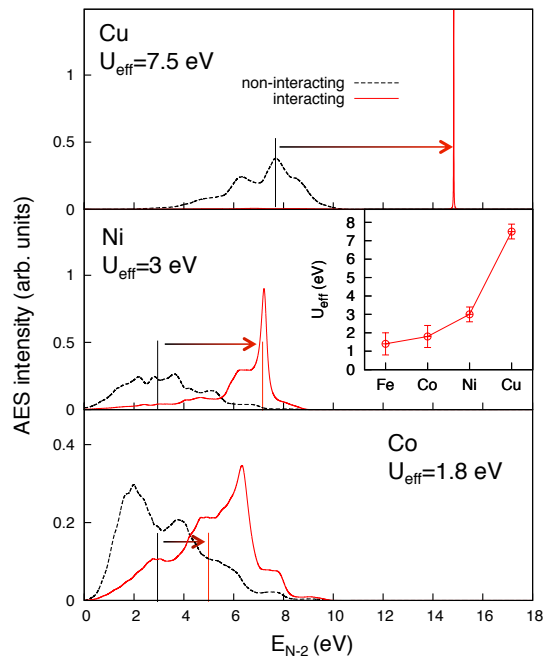 AES intensity (arb. units)
Cu
U_eff=7.5 eV
non-interacting
interacting
1
0.5
0
Ni
U_eff=3 eV
1
0.5
0
U_eff (eV)
8
7
6
5
4
3
2
1
0
Fe Co Ni Cu
Co
U_eff=1.8 eV
0.4
0.2
0
0 2 4 6 8 10 12 14 16 18
E_N-2 (eV)